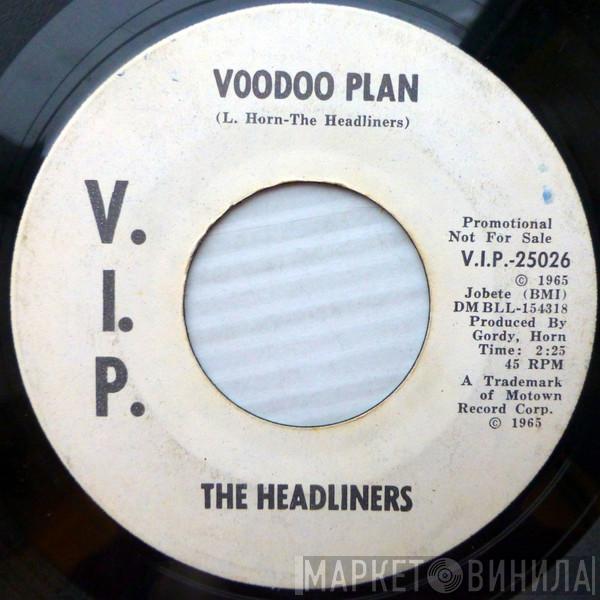 VOODOO PLAN
(L. Horn-The Headliners)
V.
I.
P.
Promotional
Not For Sale
V.I.P.-25026
© 1965
Jobete (BMI)
DM BLL-154318
Produced By
Gordy, Horn
Time: 2:25
45 RPM
A Trademark
of Motown
Record Corp.
© 1965
THE HEADLINERS
МАРКЕТ ВИНИЛА